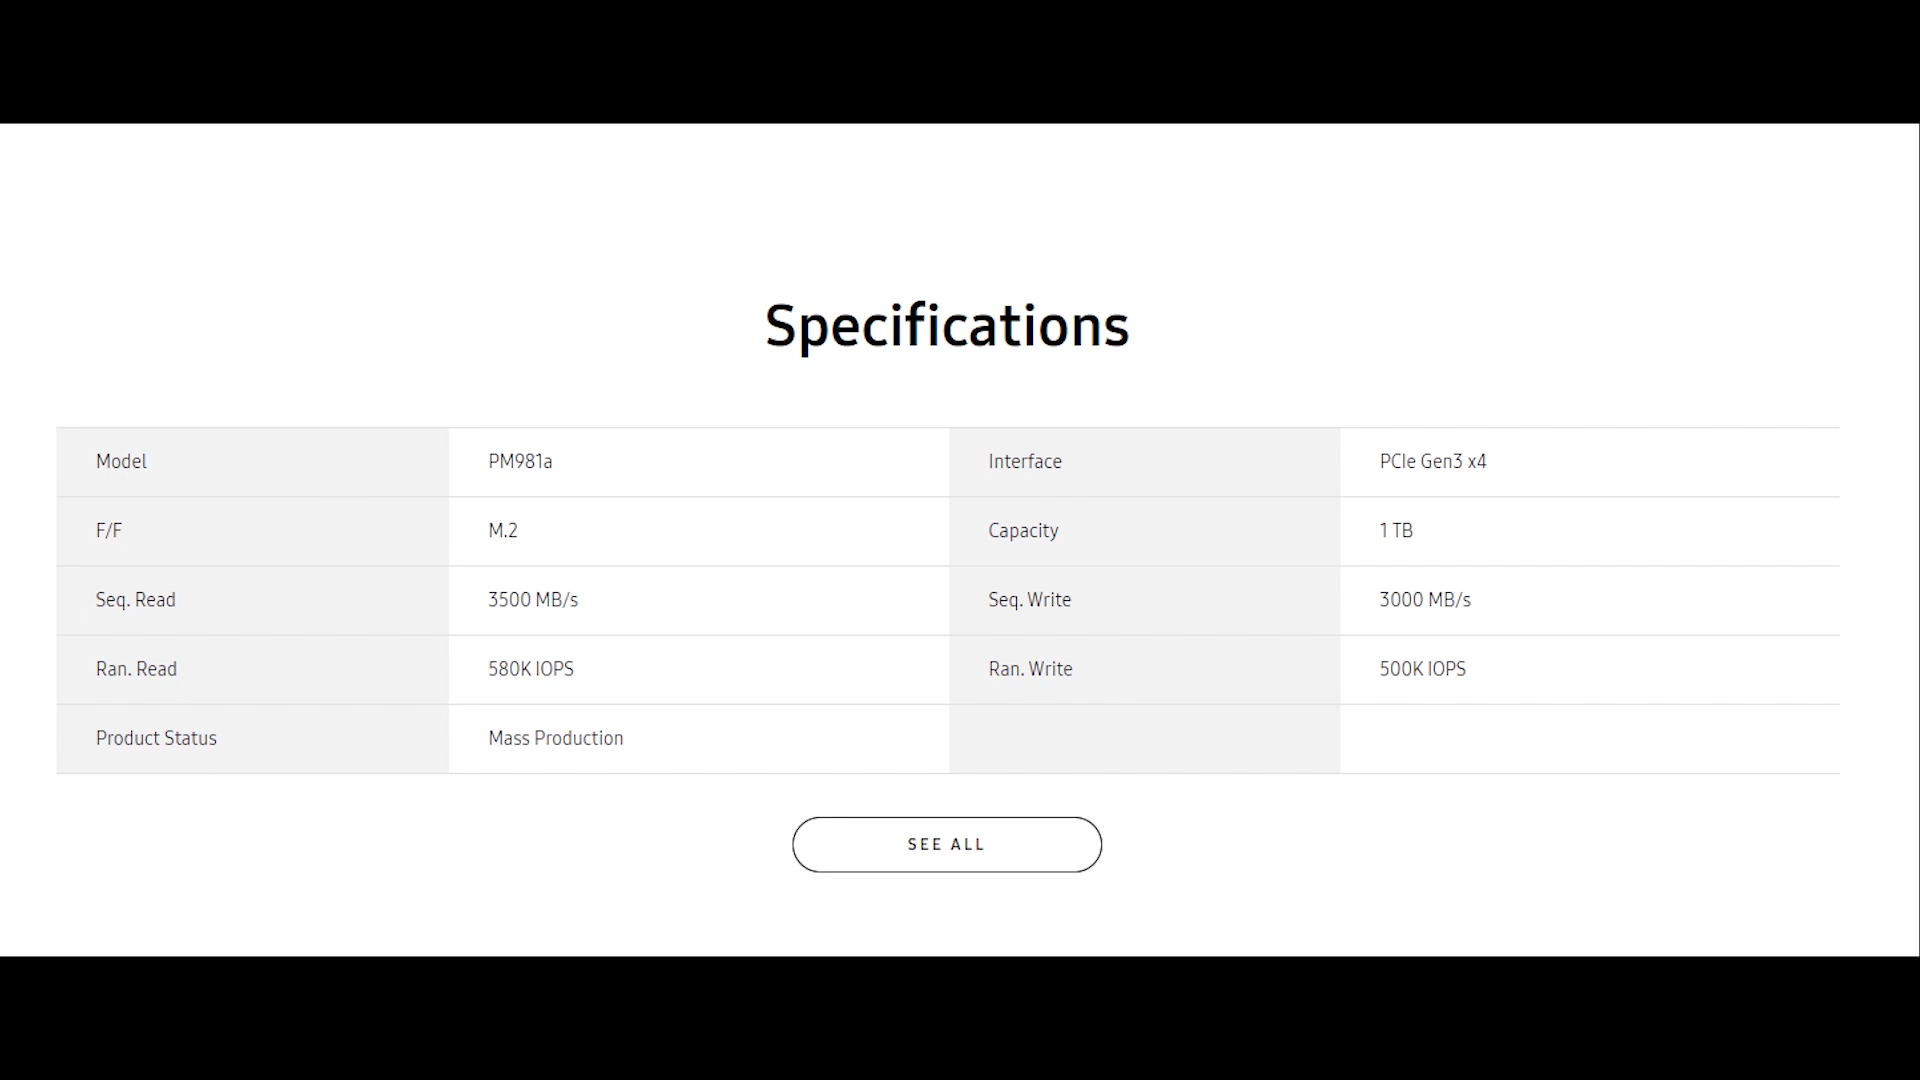 Specifications
Model PM981a Interface PCIe Gen3 x4
F/F M.2 Capacity 1 TB
Seq. Read 3500 MB/s Seq. Write 3000 MB/s
Ran. Read 580K IOPS Ran. Write 500K IOPS
Product Status Mass Production
SEE ALL